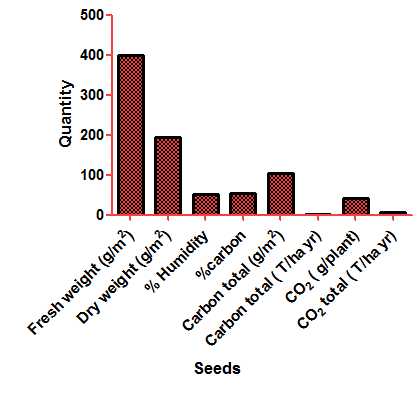 500
400
300
200
100
0
Quantity
Fresh weight (g/m²)
Dry weight (g/m²)
% Humidity
%carbon
Carbon total (g/m²)
Carbon total ( T/ha yr)
CO₂ ( g/plant)
CO₂ total ( T/ha yr)
Seeds